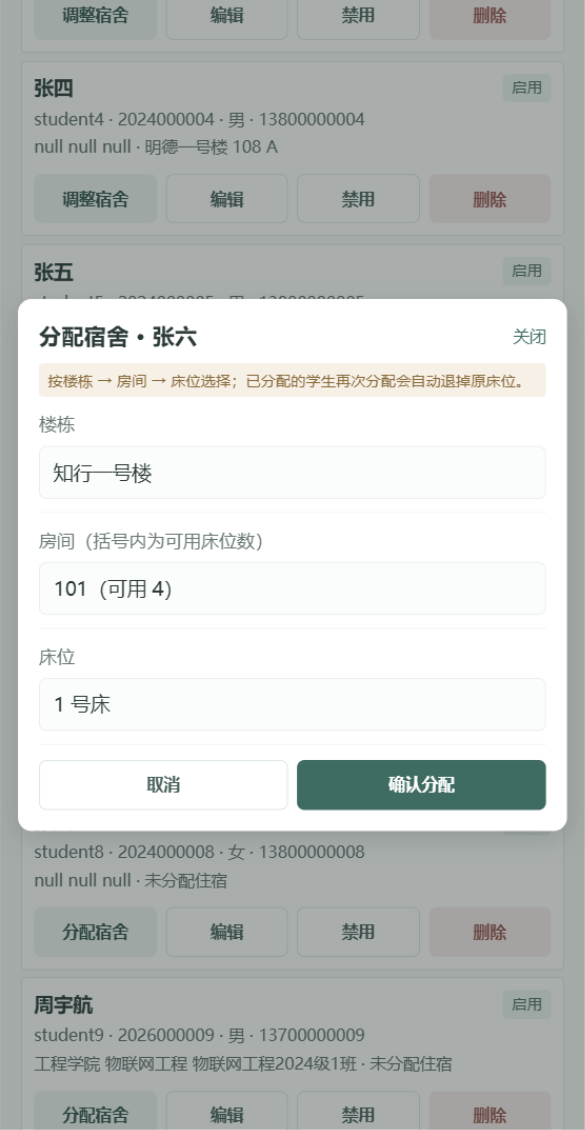 调整宿舍 编辑 禁用 删除
张四 启用
student4 · 2024000004 · 男 · 13800000004
null null null · 明德一号楼 108 A
调整宿舍 编辑 禁用 删除
张五 启用
分配宿舍 · 张六 关闭
按楼栋 → 房间 → 床位选择；已分配的学生再次分配会自动退掉原床位。
楼栋
知行一号楼
房间（括号内为可用床位数）
101（可用 4）
床位
1 号床
取消 确认分配
student8 · 2024000008 · 女 · 13800000008
null null null · 未分配住宿
分配宿舍 编辑 禁用 删除
周宇航 启用
student9 · 2026000009 · 男 · 13700000009
工程学院 物联网工程 物联网工程2024级1班 · 未分配住宿
分配宿舍 编辑 禁用 删除